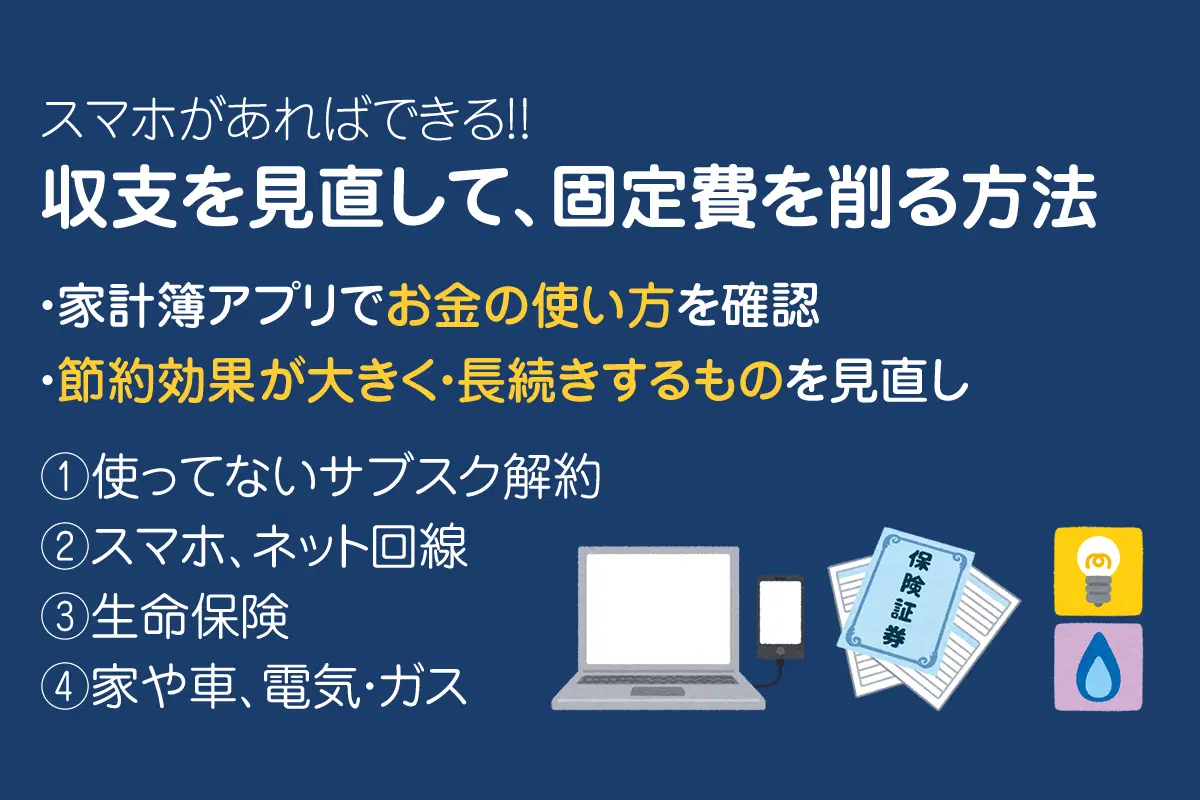 スマホがあればできる!!
収支を見直して、固定費を削る方法
・家計簿アプリでお金の使い方を確認
・節約効果が大きく・長続きするものを見直し
①使ってないサブスク解約
②スマホ、ネット回線
③生命保険
④家や車、電気・ガス
保険証券